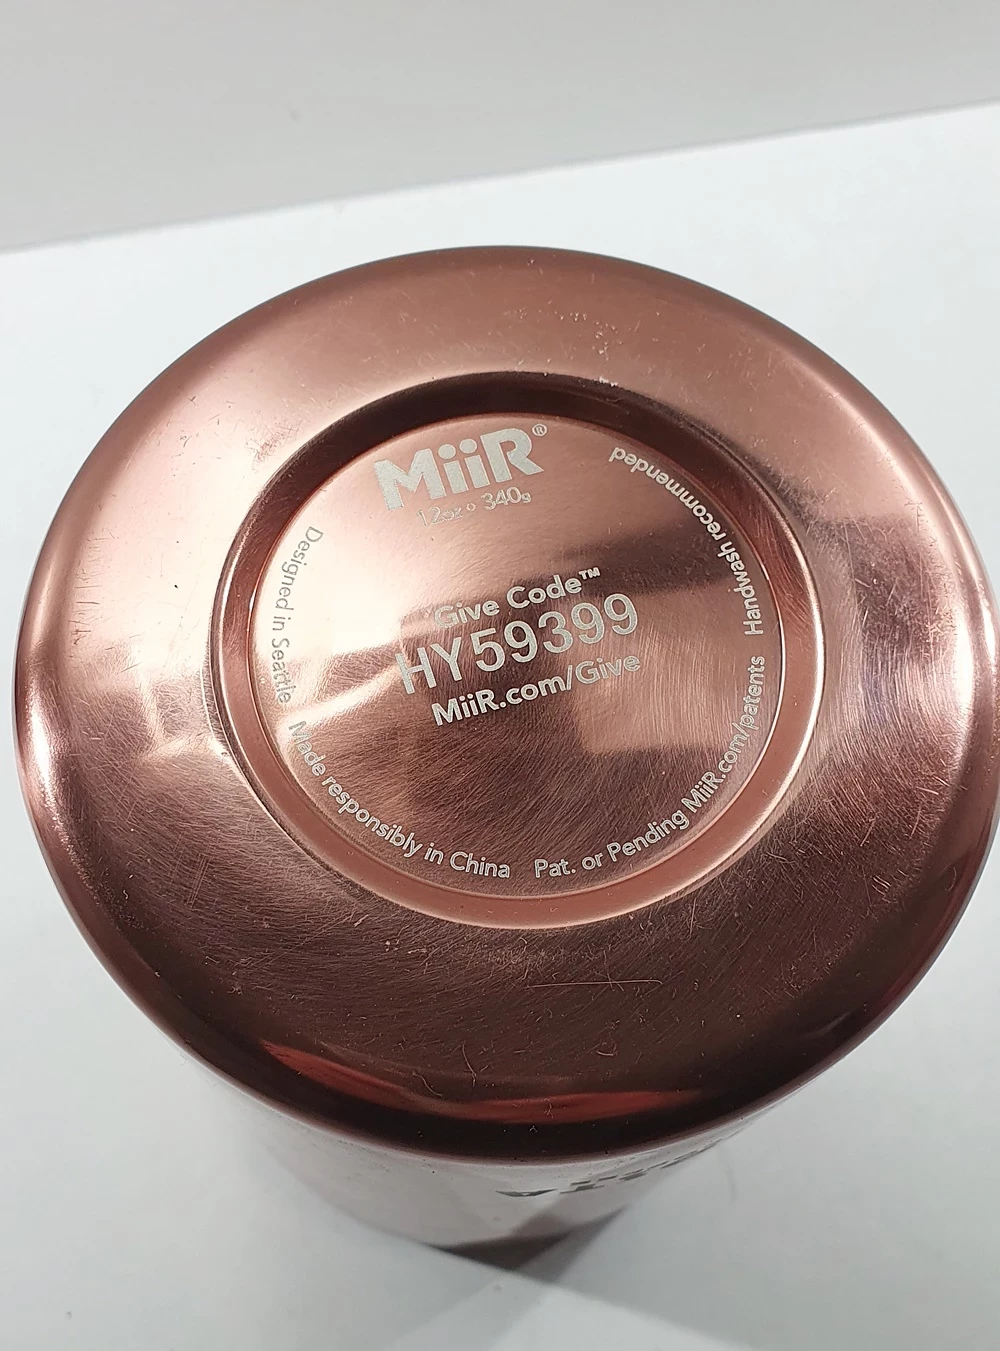 MiiR®
12oz o 340g
Give Code™
HY59399
MiiR.com/Give
Designed in Seattle
Made responsibly in China
Pat. or Pending MiiR.com/patents
Handwash recommended